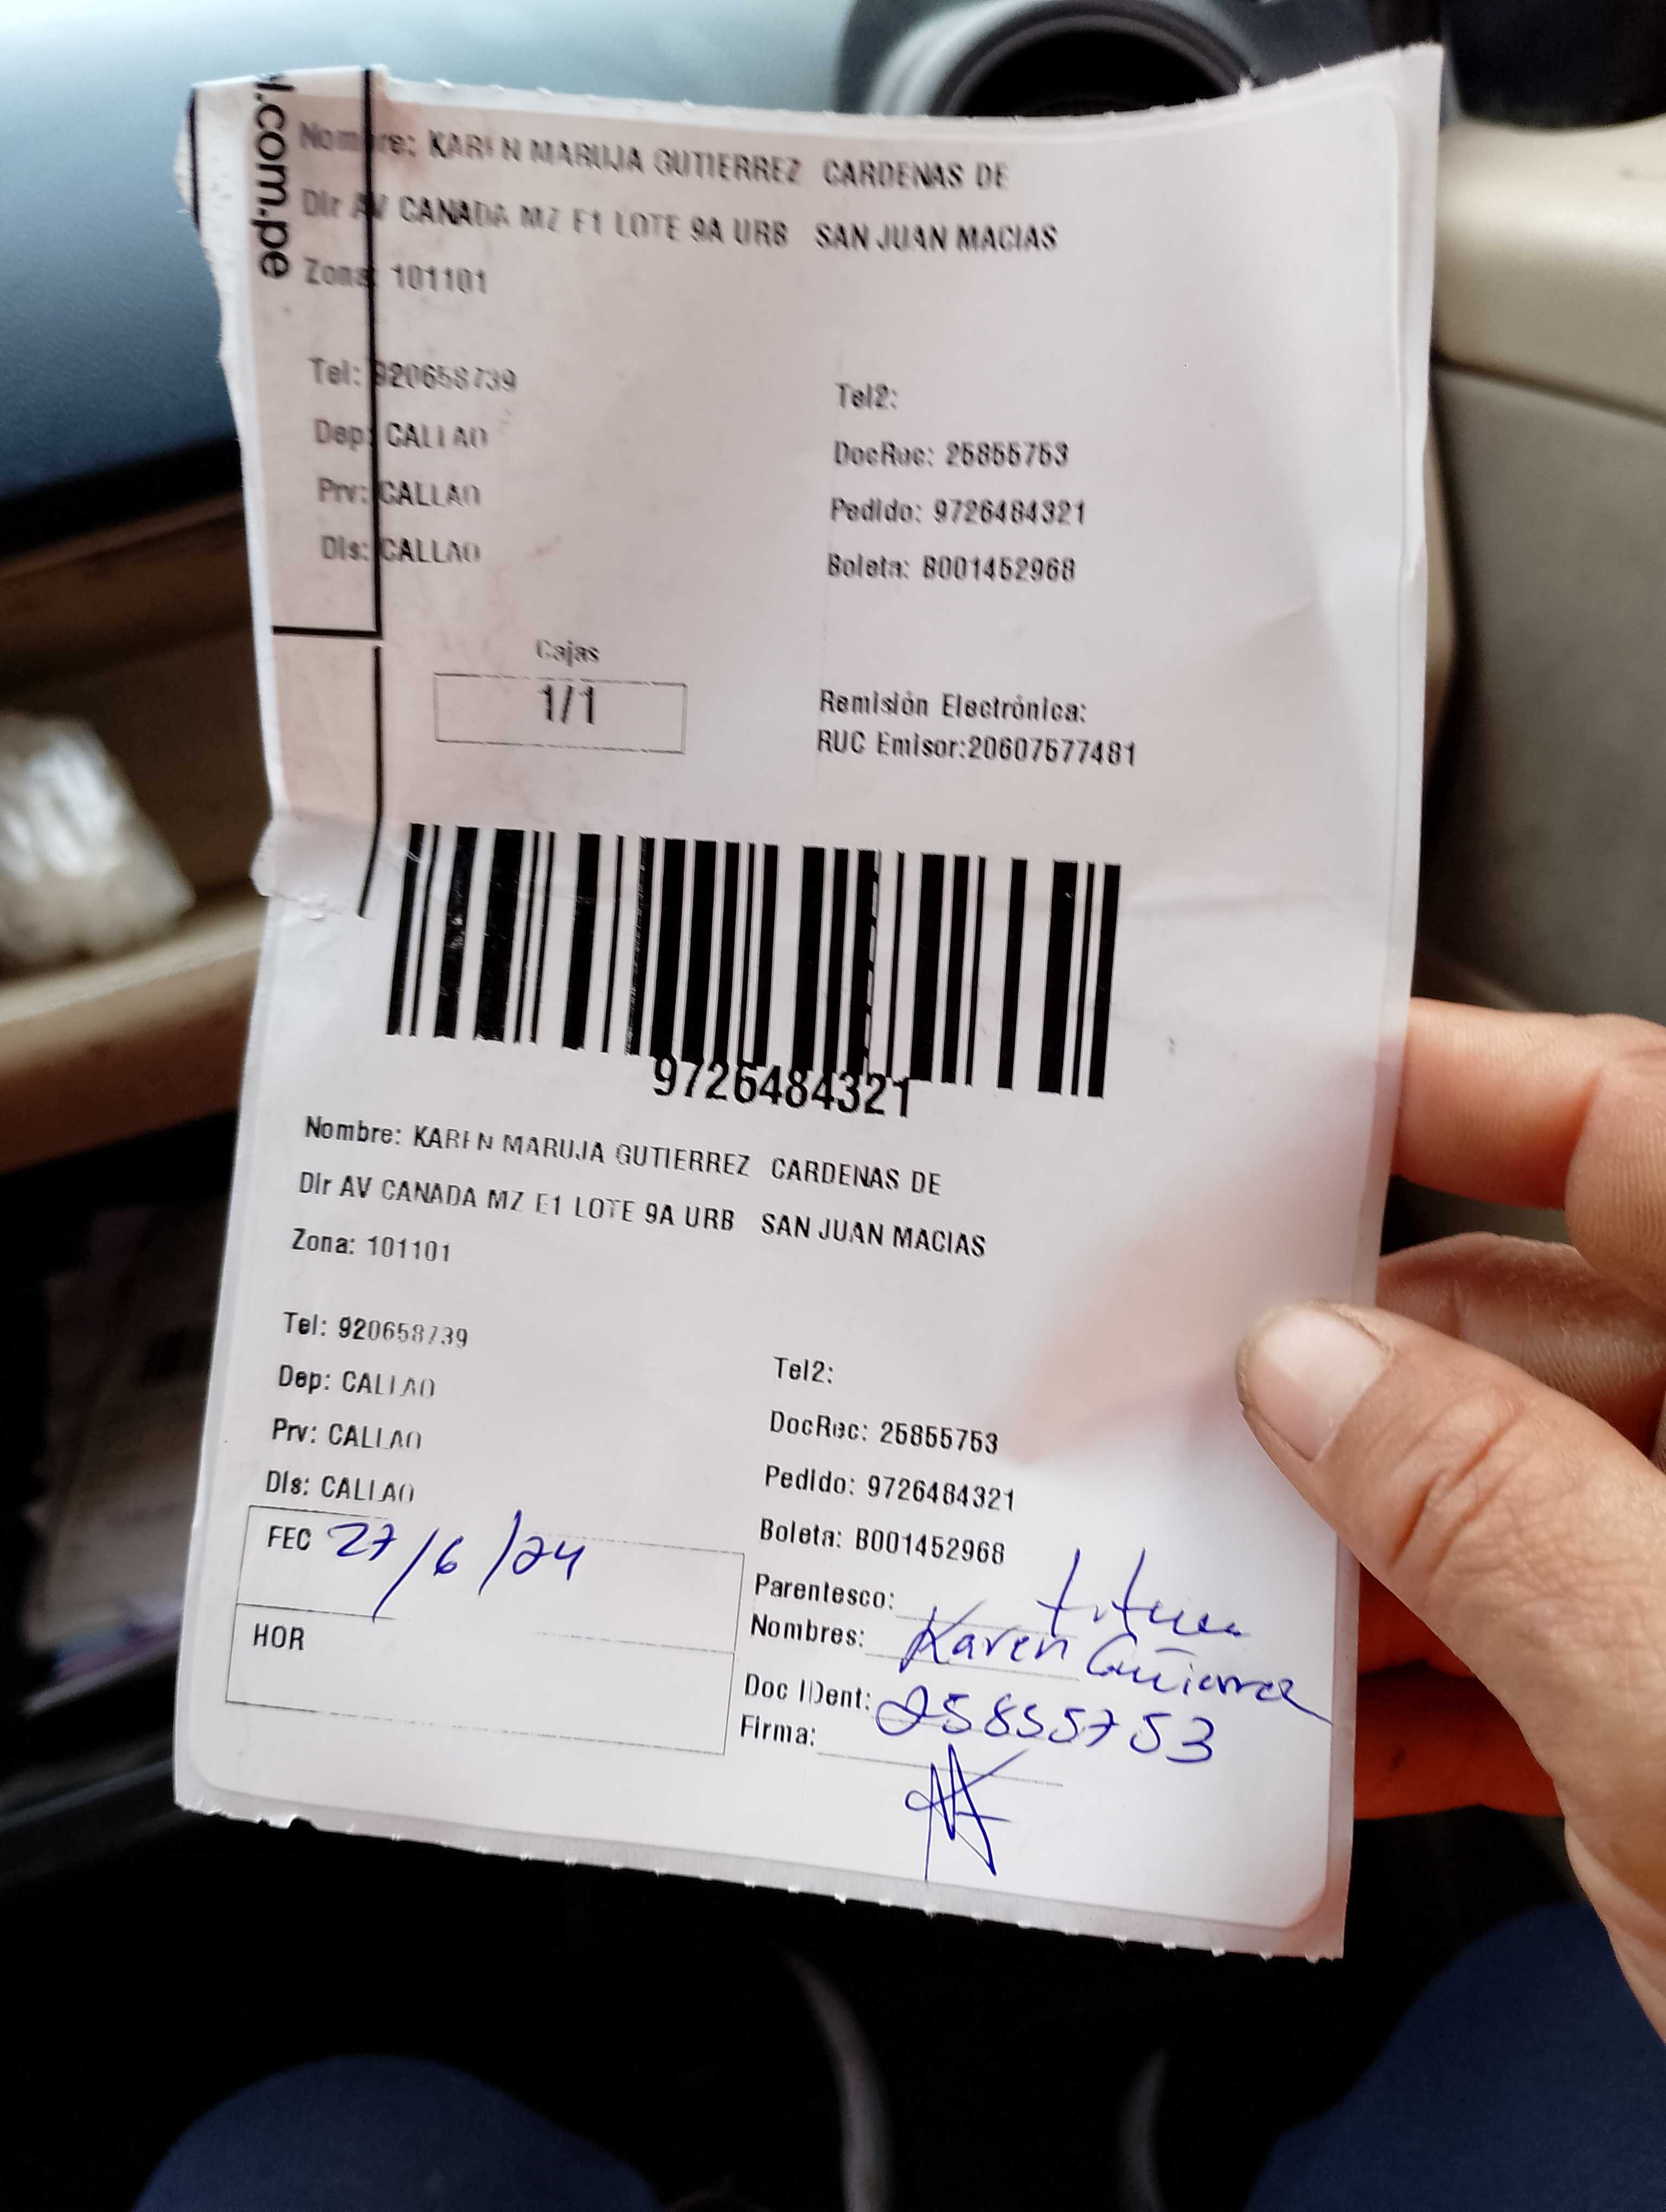 l.com.pe
Nombre: KAREN MARUJA GUTIERREZ CARDENAS DE
Dir AV CANADA MZ E1 LOTE 9A URB SAN JUAN MACIAS
Zona: 101101
Tel: 920658739
Tel2:
Dep: CALLAO
DocRec: 25855753
Prv: CALLAO
Pedido: 9726484321
Dis: CALLAO
Boleta: B001452968
Cajas
1/1
Remisión Electrónica:
RUC Emisor:20607577481
9726484321
Nombre: KAREN MARUJA GUTIERREZ CARDENAS DE
Dir AV CANADA MZ E1 LOTE 9A URB SAN JUAN MACIAS
Zona: 101101
Tel: 920658739
Tel2:
Dep: CALLAO
DocRec: 25855753
Prv: CALLAO
Pedido: 9726484321
Dis: CALLAO
Boleta: B001452968
FEC 27/6/24
Parentesco: titular
Nombres: Karen Gutierrez
HOR
Doc IDent: 25855753
Firma: